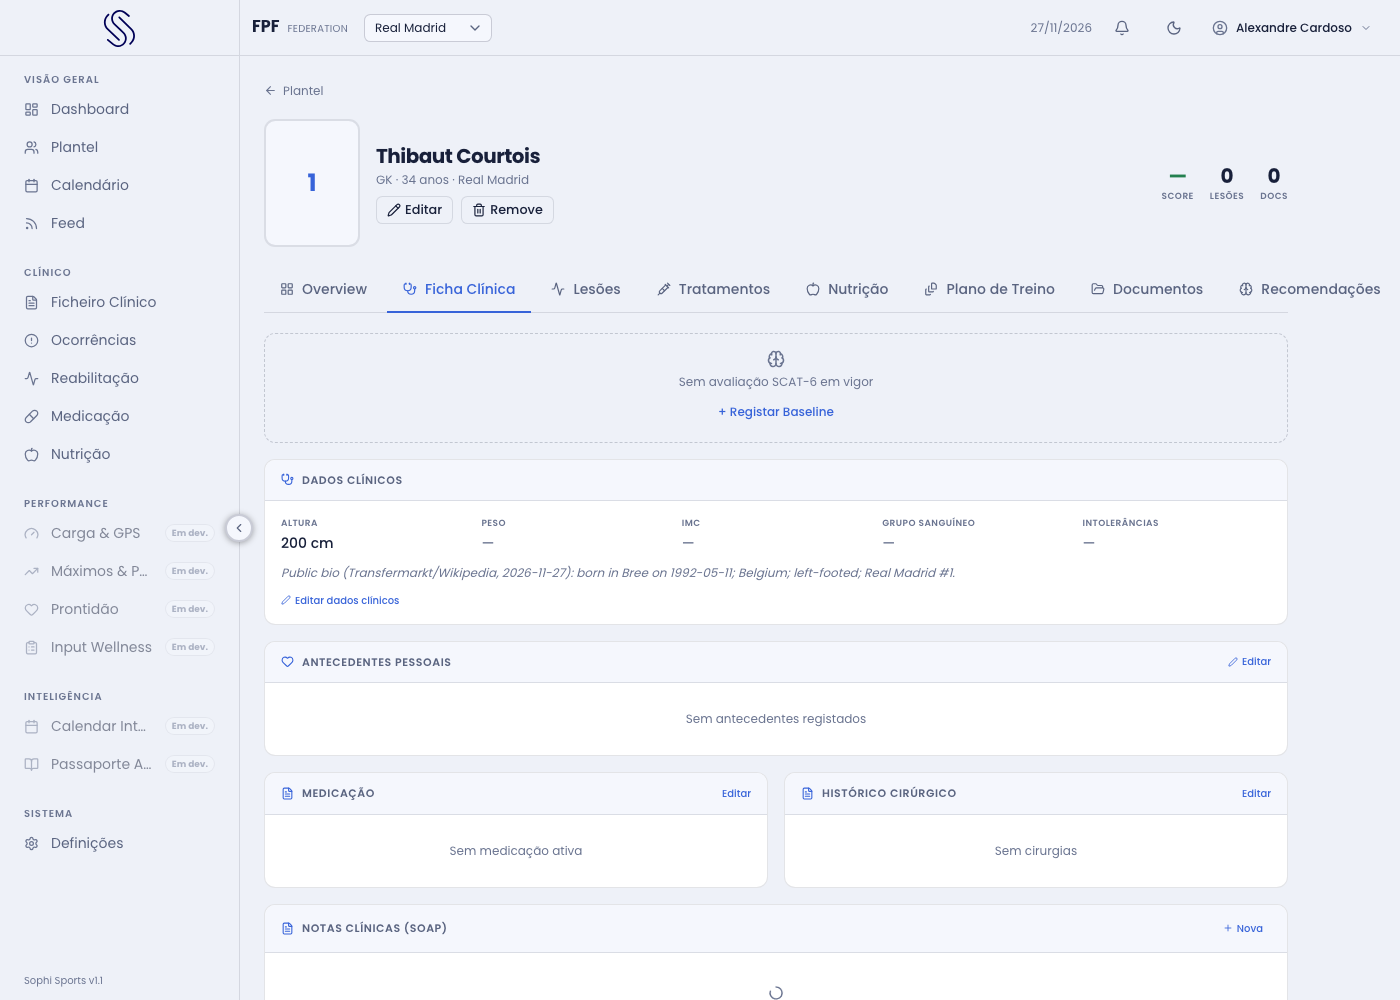 FPF FEDERATION Real Madrid 27/11/2026 Alexandre Cardoso
VISÃO GERAL
Dashboard
Plantel
Calendário
Feed
CLÍNICO
Ficheiro Clínico
Ocorrências
Reabilitação
Medicação
Nutrição
PERFORMANCE
Carga & GPS Em dev.
Máximos & P... Em dev.
Prontidão Em dev.
Input Wellness Em dev.
INTELIGÊNCIA
Calendar Int... Em dev.
Passaporte A... Em dev.
SISTEMA
Definições
Sophi Sports v1.1
Plantel
1
Thibaut Courtois
GK · 34 anos · Real Madrid
Editar Remove
— 0 0
SCORE LESÕES DOCS
Overview Ficha Clínica Lesões Tratamentos Nutrição Plano de Treino Documentos Recomendações
Sem avaliação SCAT-6 em vigor
+ Registar Baseline
DADOS CLÍNICOS
ALTURA PESO IMC GRUPO SANGUÍNEO INTOLERÂNCIAS
200 cm — — — —
Public bio (Transfermarkt/Wikipedia, 2026-11-27): born in Bree on 1992-05-11; Belgium; left-footed; Real Madrid #1.
Editar dados clínicos
ANTECEDENTES PESSOAIS Editar
Sem antecedentes registados
MEDICAÇÃO Editar
Sem medicação ativa
HISTÓRICO CIRÚRGICO Editar
Sem cirurgias
NOTAS CLÍNICAS (SOAP) + Nova